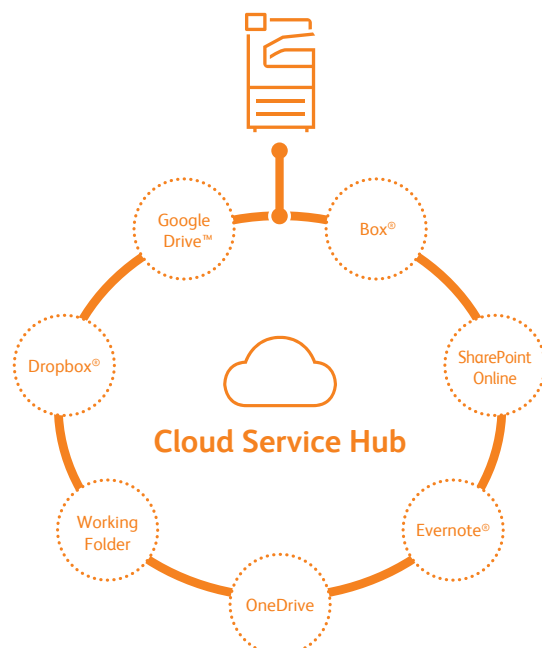 Google
Drive™
Box®
Dropbox®
SharePoint
Online
Cloud Service Hub
Working
Folder
Evernote®
OneDrive